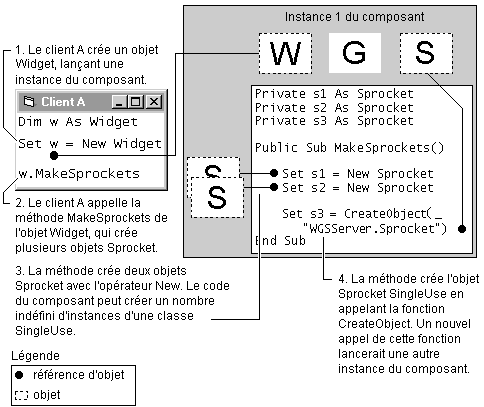 Instance 1 du composant
W G S
1. Le client A crée un objet
Widget, lançant une
instance du composant.
Client A
Dim w As Widget
Set w = New Widget
w.MakeSprockets
2. Le client A appelle la
méthode MakeSprockets de
l'objet Widget, qui crée
plusieurs objets Sprocket.
Private s1 As Sprocket
Private s2 As Sprocket
Private s3 As Sprocket
Public Sub MakeSprockets()
Set s1 = New Sprocket
Set s2 = New Sprocket
Set s3 = CreateObject(_
"WGSServer.Sprocket")
End Sub
S
S
3. La méthode crée deux objets
Sprocket avec l'opérateur New. Le code
du composant peut créer un nombre
indéfini d'instances d'une classe
SingleUse.
4. La méthode crée l'objet
Sprocket SingleUse en
appelant la fonction
CreateObject. Un nouvel
appel de cette fonction
lancerait une autre
instance du composant.
Légende
référence d'objet
objet